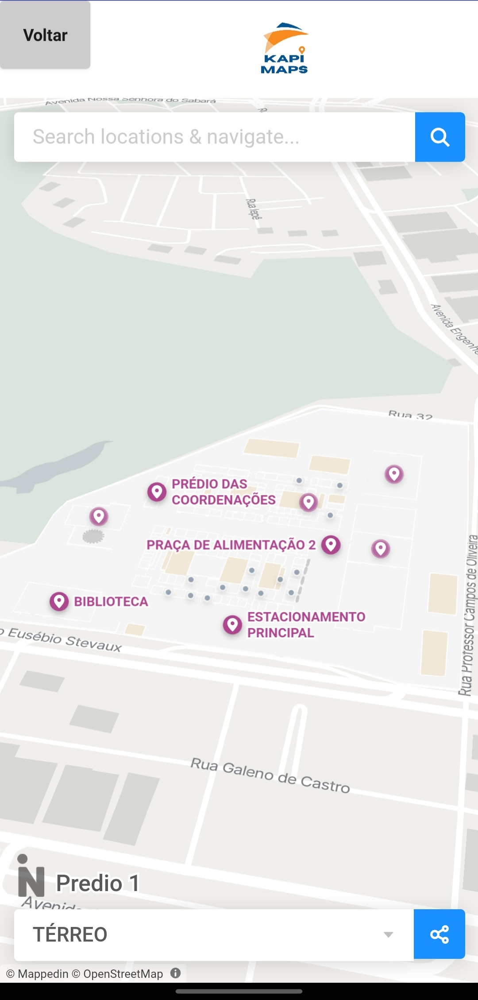 Voltar
KAPI
MAPS
Avenida Nossa Senhora do Sabará
Search locations & navigate...
Rua Iepê
Avenida
Rua 32
PRÉDIO DAS
COORDENAÇÕES
PRAÇA DE ALIMENTAÇÃO 2
BIBLIOTECA
ESTACIONAMENTO
PRINCIPAL
Eusébio Stevaux
Rua Professor Campos de Oliveira
Rua Galeno de Castro
N
Predio 1
Avenida
TÉRREO
© Mappedin © OpenStreetMap